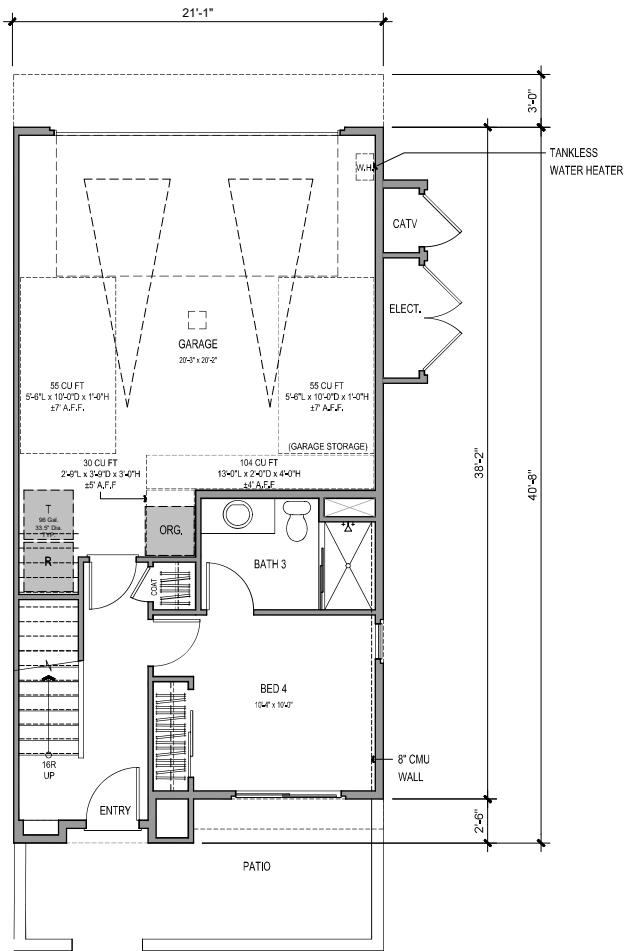 21'-1"
3'-0"
TANKLESS
WATER HEATER
W.H.
CATV
ELECT.
GARAGE
20'-3" x 20'-2"
55 CU FT
5'-6"L x 10'-0"D x 1'-0"H
±7' A.F.F.
55 CU FT
5'-6"L x 10'-0"D x 1'-0"H
±7' A.F.F.
(GARAGE STORAGE)
30 CU FT
2'-9"L x 3'-9"D x 3'-0"H
±5' A.F.F
104 CU FT
13'-0"L x 2'-0"D x 4'-0"H
±4' A.F.F.
38'-2"
40'-8"
T
96 Gal.
33.5" Dia.
TYP.
R
ORG.
BATH 3
COAT
BED 4
10'-4" x 10'-0"
16R
UP
8" CMU
WALL
ENTRY
2'-6"
PATIO